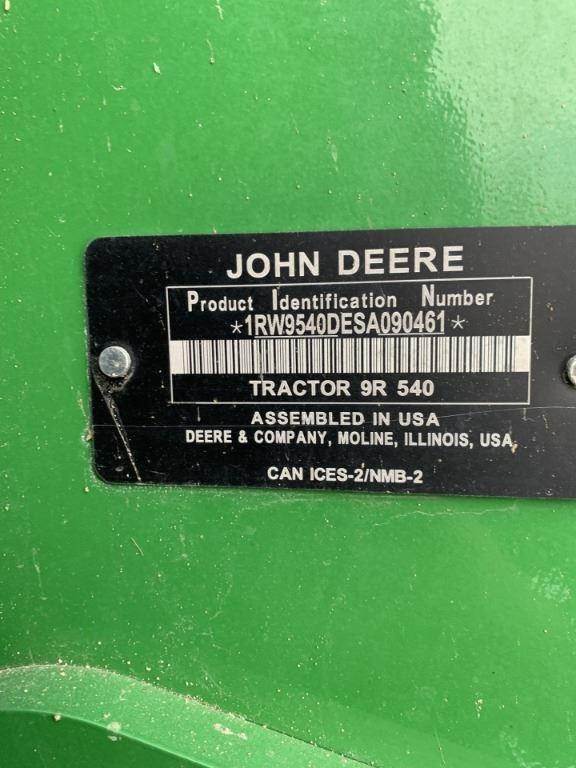 JOHN DEERE
Product Identification Number
*1RW9540DESA090461*
TRACTOR 9R 540
ASSEMBLED IN USA
DEERE & COMPANY, MOLINE, ILLINOIS, USA
CAN ICES-2/NMB-2